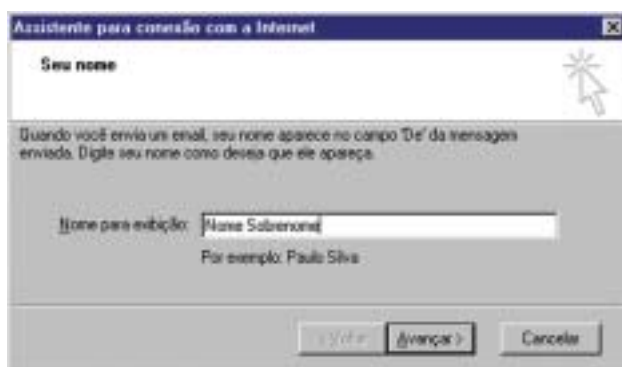 Assistente para conexão com a Internet
Seu nome
Quando você envia um email, seu nome aparece no campo 'De' da mensagem
enviada. Digite seu nome como deseja que ele apareça.
Nome para exibição: Nome Sobrenome
Por exemplo: Paulo Silva
< Voltar Avançar > Cancelar